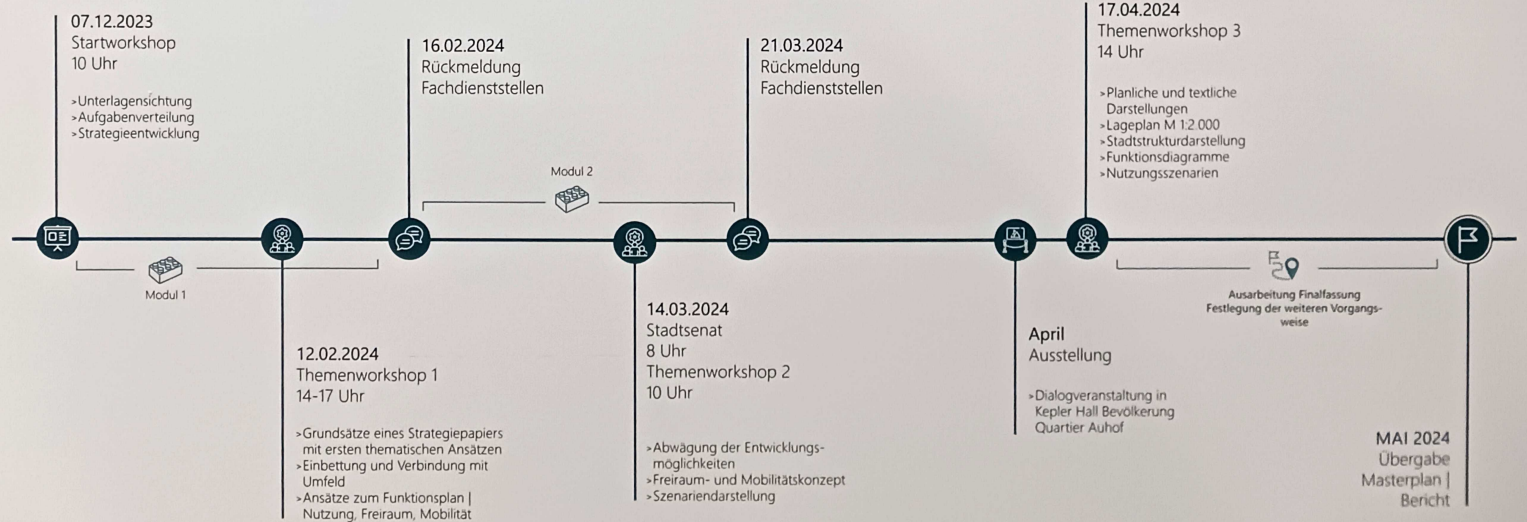 07.12.2023
Startworkshop
10 Uhr
>Unterlagensichtung
>Aufgabenverteilung
>Strategieentwicklung
Modul 1
12.02.2024
Themenworkshop 1
14-17 Uhr
>Grundsätze eines Strategiepapiers
mit ersten thematischen Ansätzen
>Einbettung und Verbindung mit
Umfeld
>Ansätze zum Funktionsplan |
Nutzung, Freiraum, Mobilität
16.02.2024
Rückmeldung
Fachdienststellen
Modul 2
14.03.2024
Stadtsenat
8 Uhr
Themenworkshop 2
10 Uhr
>Abwägung der Entwicklungs-
möglichkeiten
>Freiraum- und Mobilitätskonzept
>Szenariendarstellung
21.03.2024
Rückmeldung
Fachdienststellen
April
Ausstellung
>Dialogveranstaltung in
Kepler Hall Bevölkerung
Quartier Auhof
17.04.2024
Themenworkshop 3
14 Uhr
>Planliche und textliche
Darstellungen
>Lageplan M 1:2.000
>Stadtstrukturdarstellung
>Funktionsdiagramme
>Nutzungsszenarien
Ausarbeitung Finalfassung
Festlegung der weiteren Vorgangs-
weise
MAI 2024
Übergabe
Masterplan |
Bericht